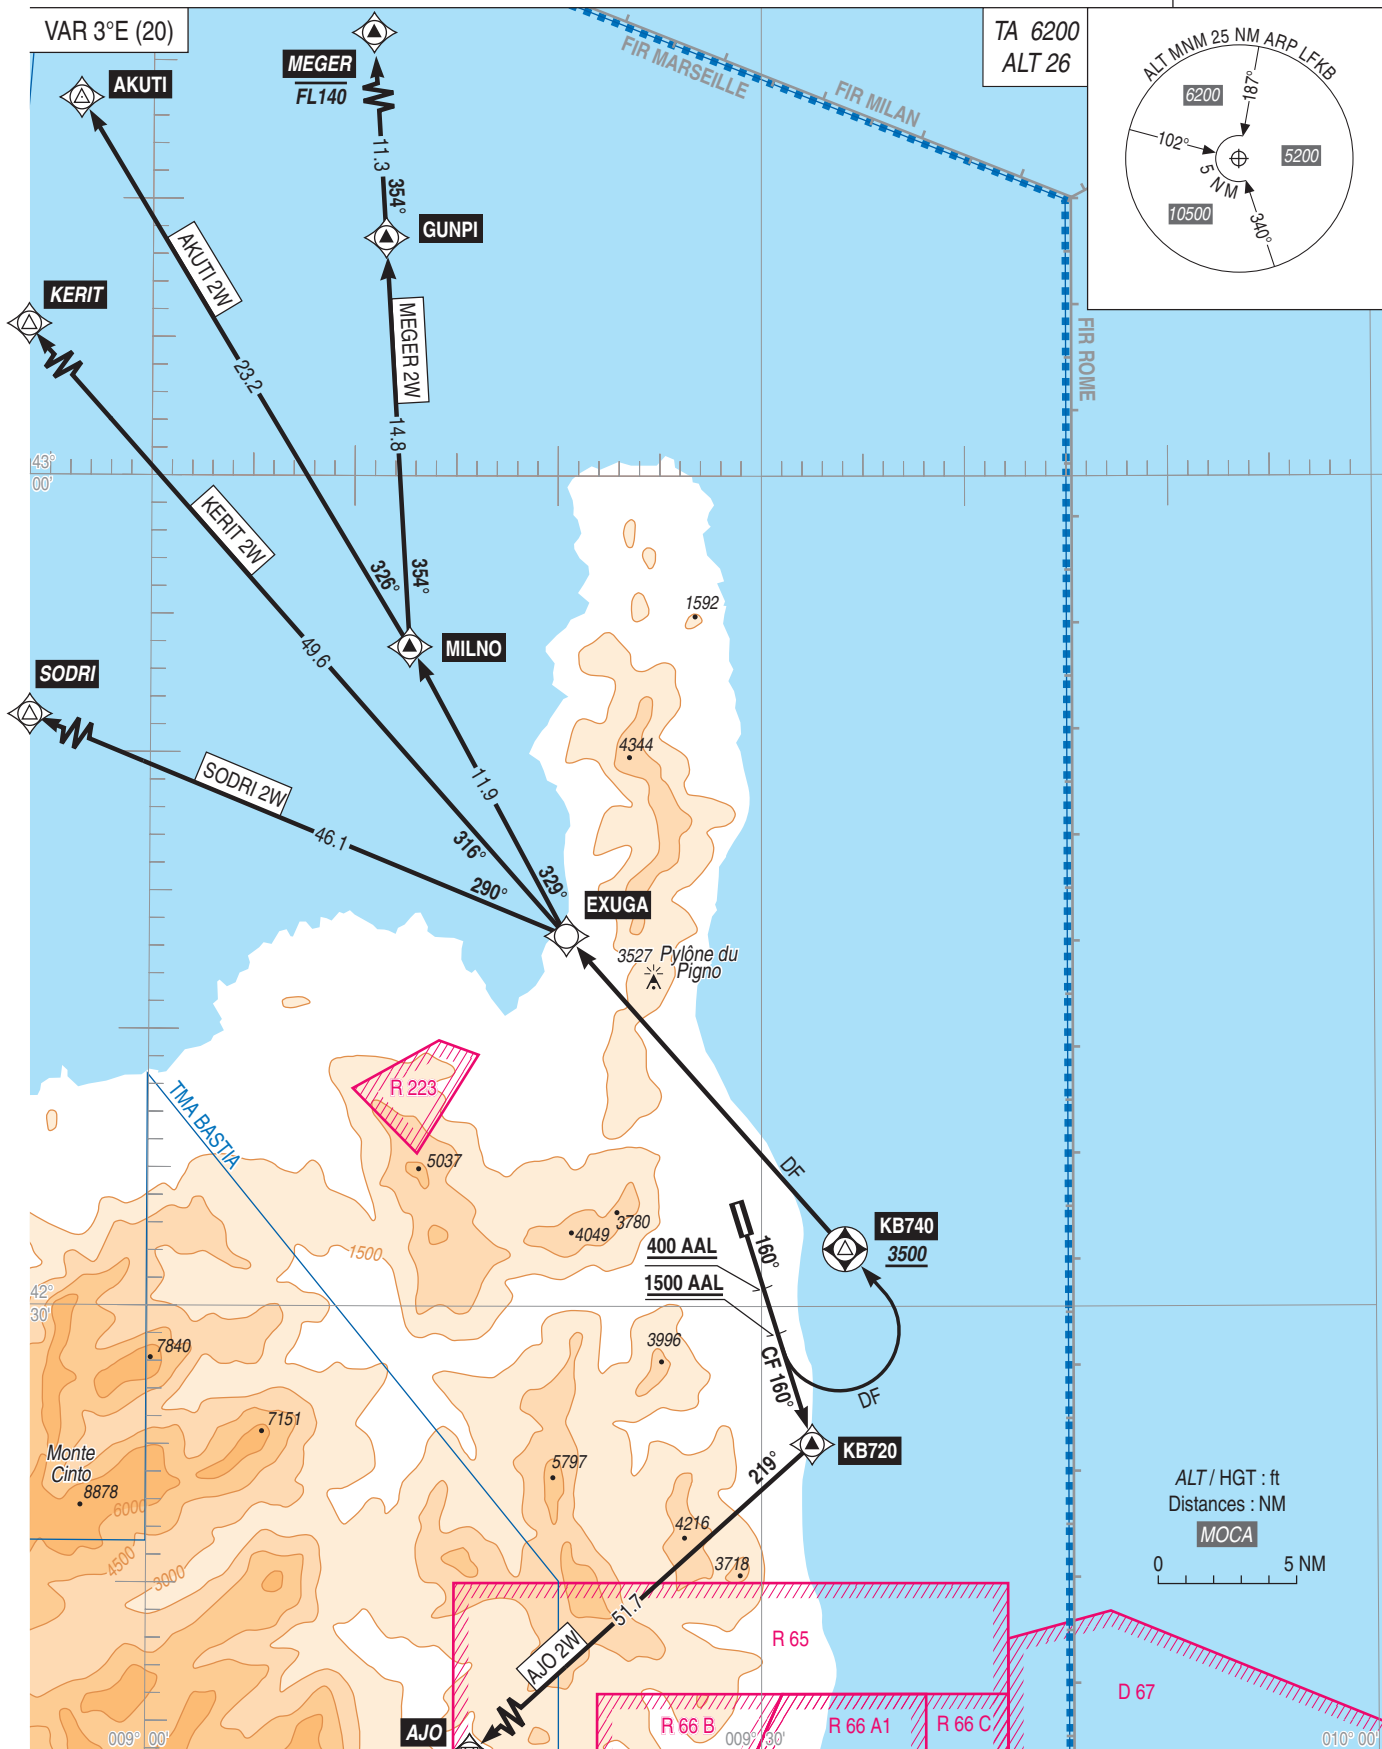 VAR 3°E (20)
MEGER
FL140
AKUTI
FIR MARSEILLE
FIR MILAN
TA 6200
ALT 26
ALT MNM 25 NM ARP LFKB
6200
187°
102°
5 NM
5200
10500
340°
11.3
354°
GUNPI
AKUTI 2W
KERIT
MEGER 2W
FIR ROME
23.2
14.8
43°
00'
KERIT 2W
326°
354°
1592
49.6
MILNO
SODRI
4344
SODRI 2W
11.9
46.1
316°
290°
329°
EXUGA
3527
Pylône du
Pigno
R 223
TMA BASTIA
5037
DF
3780
4049
1500
160°
KB740
3500
400 AAL
1500 AAL
42°
30'
7840
3996
CF 160°
DF
7151
Monte
Cinto
8878
6000
5797
219°
KB720
ALT / HGT : ft
Distances : NM
MOCA
0
5 NM
4500
3000
4216
3718
51.7
AJO 2W
R 65
D 67
AJO
R 66 B
R 66 A1
R 66 C
009° 00'
009° 30'
010° 00'